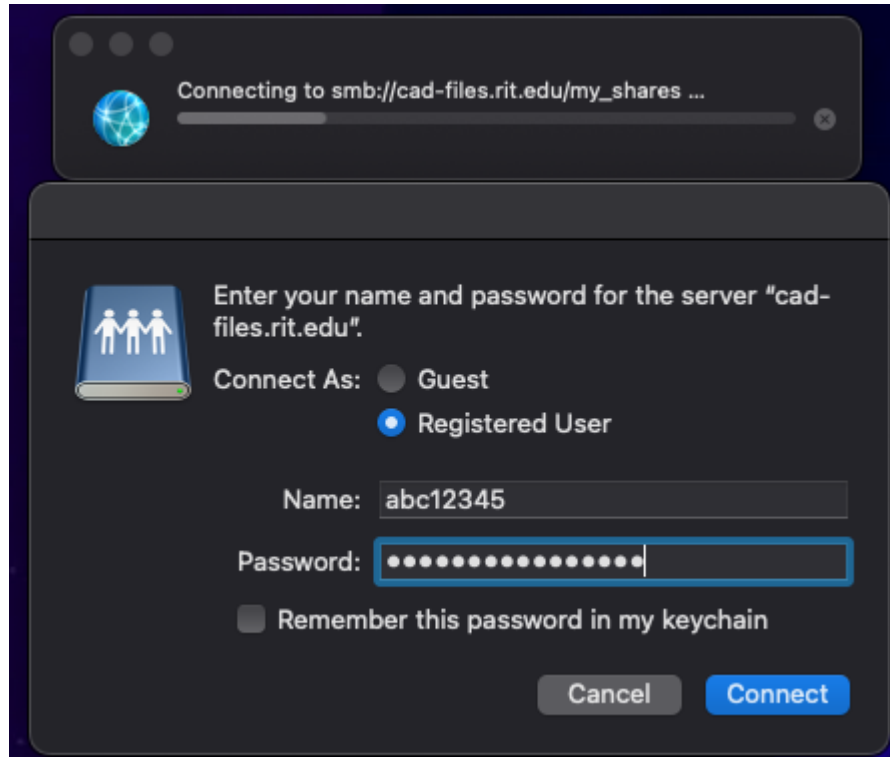 Connecting to smb://cad-files.rit.edu/my_shares ...
Enter your name and password for the server “cad-
files.rit.edu”.
Connect As: Guest
Registered User
Name: abc12345
Password: ••••••••••••••••
Remember this password in my keychain
Cancel Connect